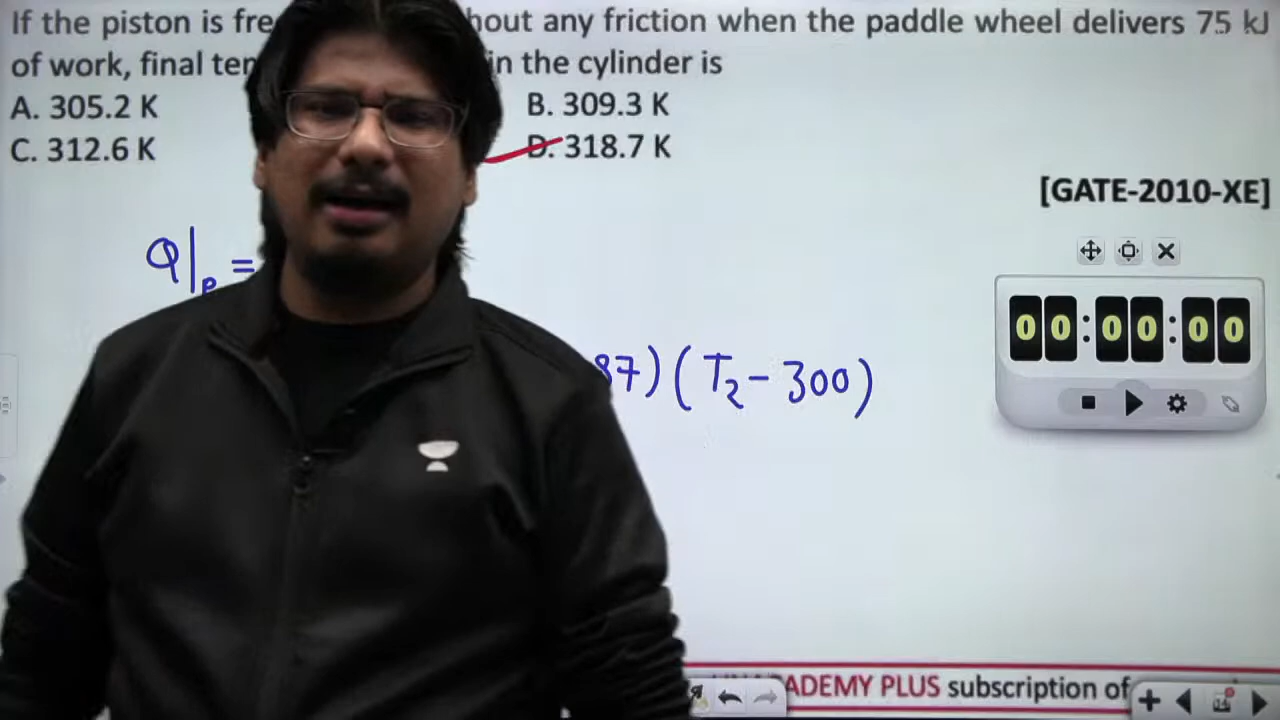 If the piston is fre hout any friction when the paddle wheel delivers 75 kJ
of work, final ten in the cylinder is
A. 305.2 K B. 309.3 K
C. 312.6 K D. 318.7 K
[GATE-2010-XE]
Q|p =
87) (T2 - 300)
00:00:00
ADEMY PLUS subscription of